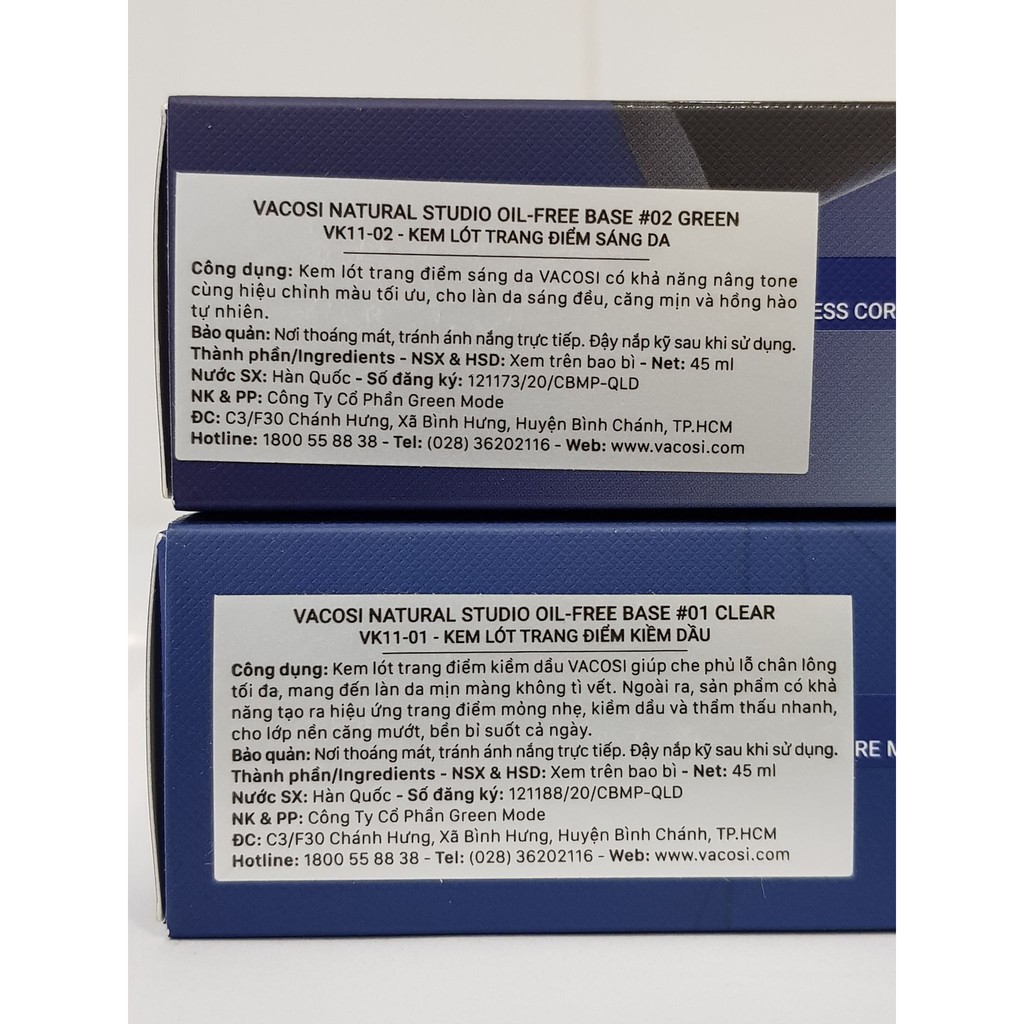 VACOSI NATURAL STUDIO OIL-FREE BASE #02 GREEN
VK11-02 - KEM LÓT TRANG ĐIỂM SÁNG DA
Công dụng: Kem lót trang điểm sáng da VACOSI có khả năng nâng tone
cùng hiệu chỉnh màu tối ưu, cho làn da sáng đều, căng mịn và hồng hào
tự nhiên.
Bảo quản: Nơi thoáng mát, tránh ánh nắng trực tiếp. Đậy nắp kỹ sau khi sử dụng.
Thành phần/Ingredients - NSX & HSD: Xem trên bao bì - Net: 45 ml
Nước SX: Hàn Quốc - Số đăng ký: 121173/20/CBMP-QLD
NK & PP: Công Ty Cổ Phần Green Mode
ĐC: C3/F30 Chánh Hưng, Xã Bình Hưng, Huyện Bình Chánh, TP.HCM
Hotline: 1800 55 88 38 - Tel: (028) 36202116 - Web: www.vacosi.com
ESS COR
VACOSI NATURAL STUDIO OIL-FREE BASE #01 CLEAR
VK11-01 - KEM LÓT TRANG ĐIỂM KIỀM DẦU
Công dụng: Kem lót trang điểm kiềm dầu VACOSI giúp che phủ lỗ chân lông
tối đa, mang đến làn da mịn màng không tì vết. Ngoài ra, sản phẩm có khả
năng tạo ra hiệu ứng trang điểm mỏng nhẹ, kiềm dầu và thẩm thấu nhanh,
cho lớp nền căng mướt, bền bỉ suốt cả ngày.
Bảo quản: Nơi thoáng mát, tránh ánh nắng trực tiếp. Đậy nắp kỹ sau khi sử dụng.
Thành phần/Ingredients - NSX & HSD: Xem trên bao bì - Net: 45 ml
Nước SX: Hàn Quốc - Số đăng ký: 121188/20/CBMP-QLD
NK & PP: Công Ty Cổ Phần Green Mode
ĐC: C3/F30 Chánh Hưng, Xã Bình Hưng, Huyện Bình Chánh, TP.HCM
Hotline: 1800 55 88 38 - Tel: (028) 36202116 - Web: www.vacosi.com
RE M